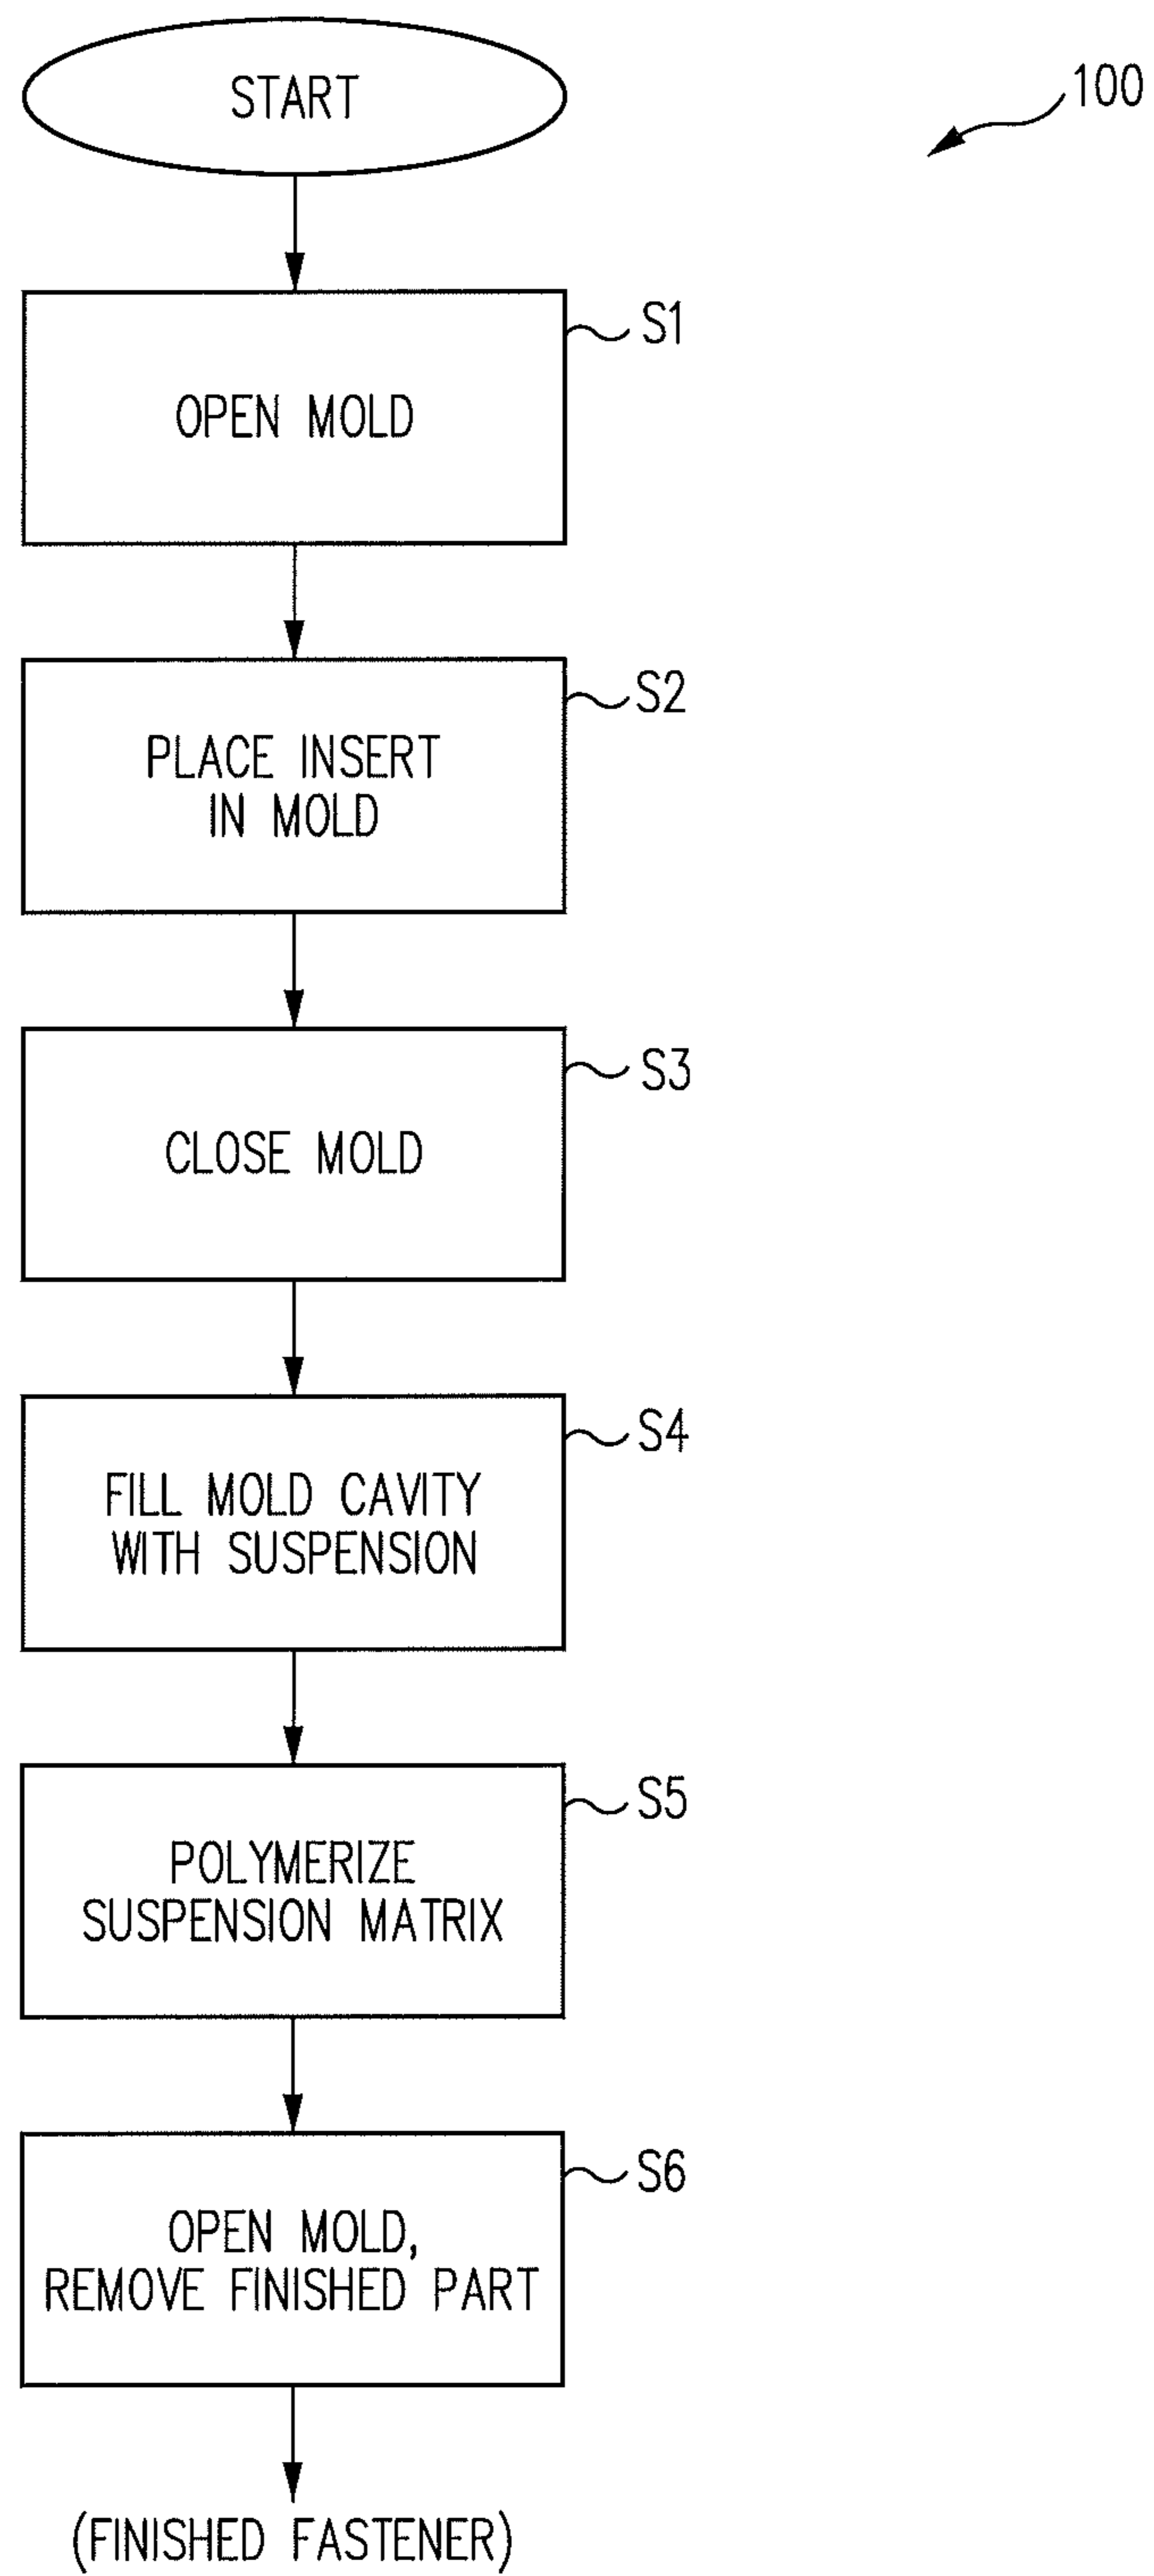 START
100
S1
OPEN MOLD
S2
PLACE INSERT
IN MOLD
S3
CLOSE MOLD
S4
FILL MOLD CAVITY
WITH SUSPENSION
S5
POLYMERIZE
SUSPENSION MATRIX
S6
OPEN MOLD,
REMOVE FINISHED PART
(FINISHED FASTENER)